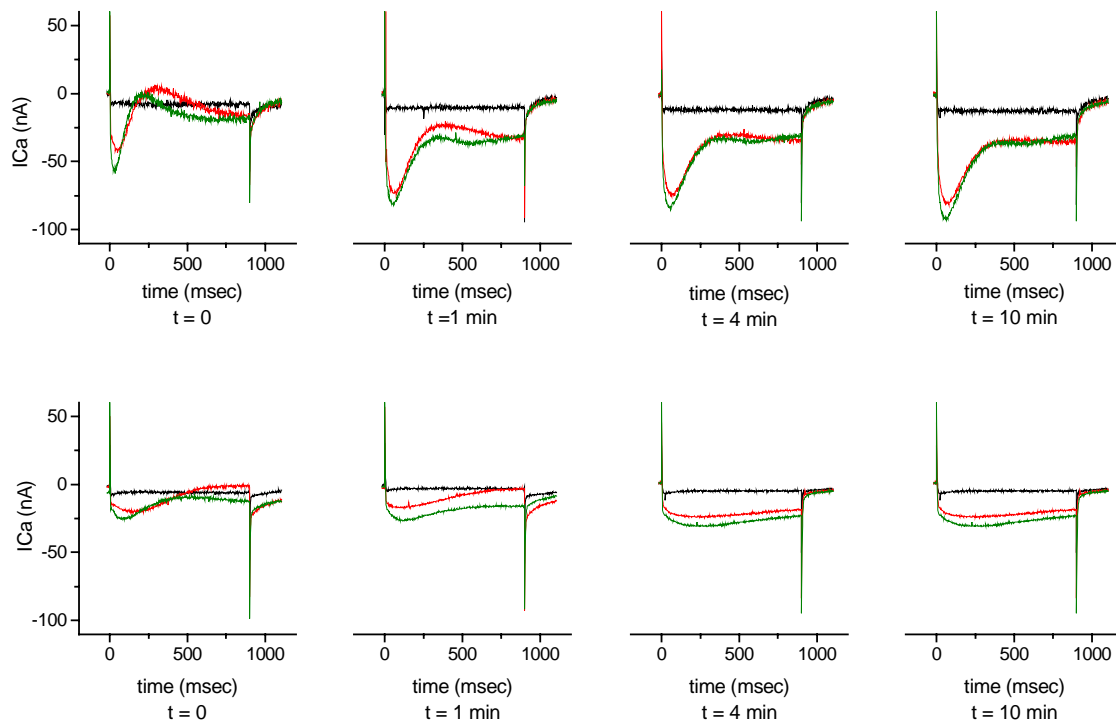 50
0
-50
-100
ICa (nA)
0 500 1000
0 500 1000
0 500 1000
0 500 1000
time (msec)
time (msec)
time (msec)
time (msec)
t = 0
t =1 min
t = 4 min
t = 10 min
50
0
-50
-100
ICa (nA)
0 500 1000
0 500 1000
0 500 1000
0 500 1000
time (msec)
time (msec)
time (msec)
time (msec)
t = 0
t = 1 min
t = 4 min
t = 10 min